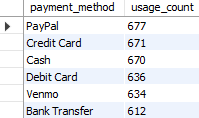 payment_method usage_count
PayPal 677
Credit Card 671
Cash 670
Debit Card 636
Venmo 634
Bank Transfer 612